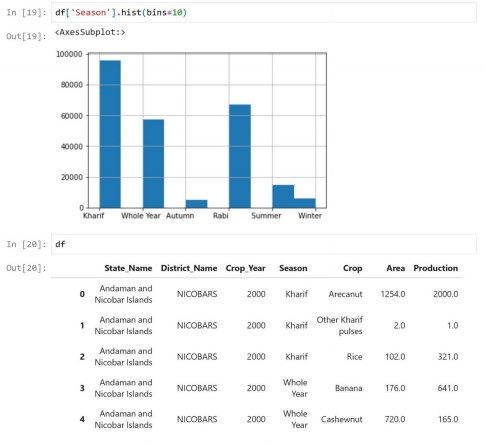 In [19]: df['Season'].hist(bins=10)
Out[19]: <AxesSubplot:>
100000
80000
60000
40000
20000
0
Kharif Whole Year Autumn Rabi Summer Winter
In [20]: df
Out[20]:
State_Name District_Name Crop_Year Season Crop Area Production
0 Andaman and Nicobar Islands NICOBARS 2000 Kharif Arecanut 1254.0 2000.0
1 Andaman and Nicobar Islands NICOBARS 2000 Kharif Other Kharif pulses 2.0 1.0
2 Andaman and Nicobar Islands NICOBARS 2000 Kharif Rice 102.0 321.0
3 Andaman and Nicobar Islands NICOBARS 2000 Whole Year Banana 176.0 641.0
4 Andaman and Nicobar Islands NICOBARS 2000 Whole Year Cashewnut 720.0 165.0